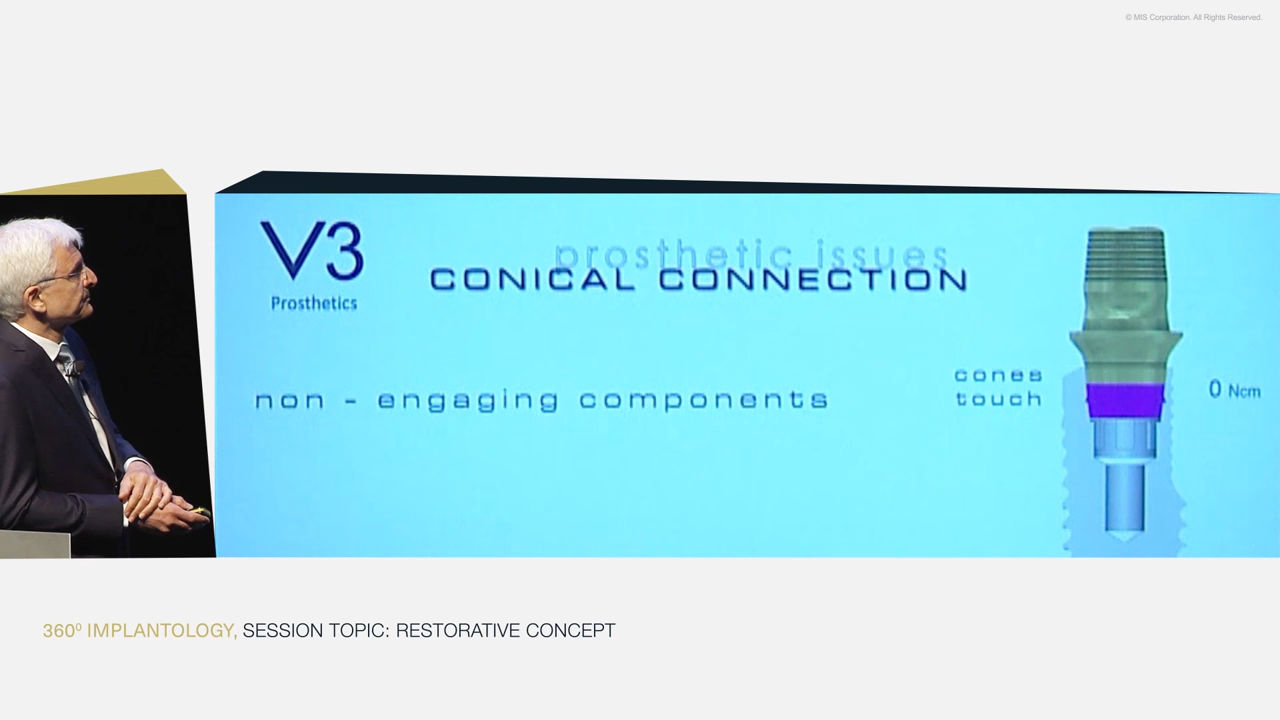 © MIS Corporation. All Rights Reserved.
V3
Prosthetics
prosthetic issues
CONICAL CONNECTION
non - engaging components
cones
touch
0 Ncm
360º IMPLANTOLOGY, SESSION TOPIC: RESTORATIVE CONCEPT